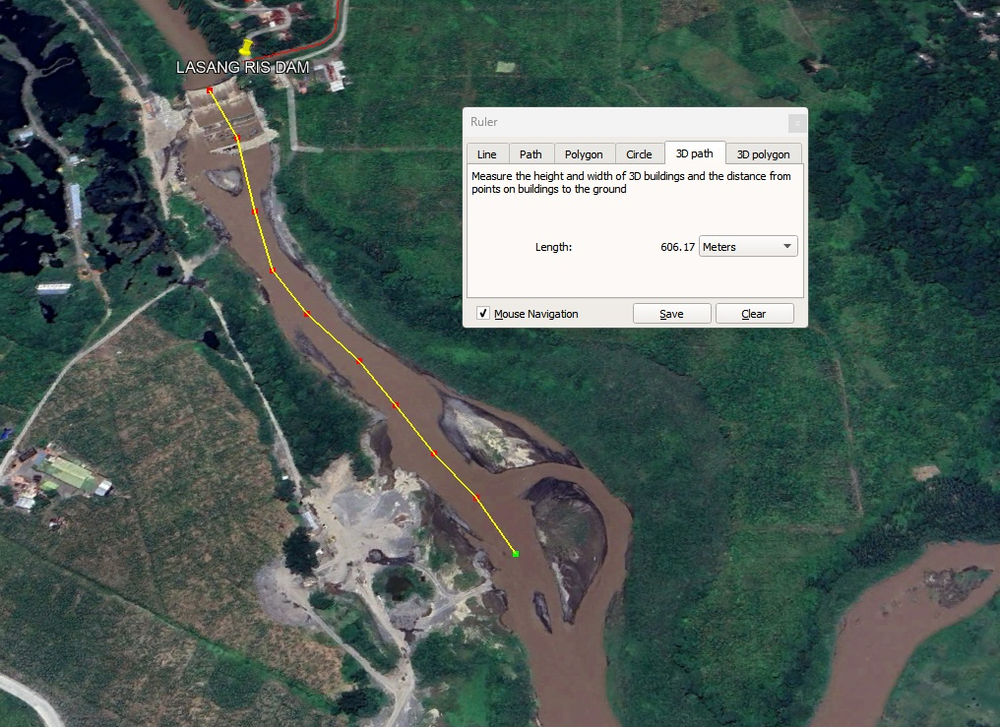 LASANG RIS DAM
Ruler
Line Path Polygon Circle 3D path 3D polygon
Measure the height and width of 3D buildings and the distance from
points on buildings to the ground
Length: 606.17 Meters
Mouse Navigation Save Clear